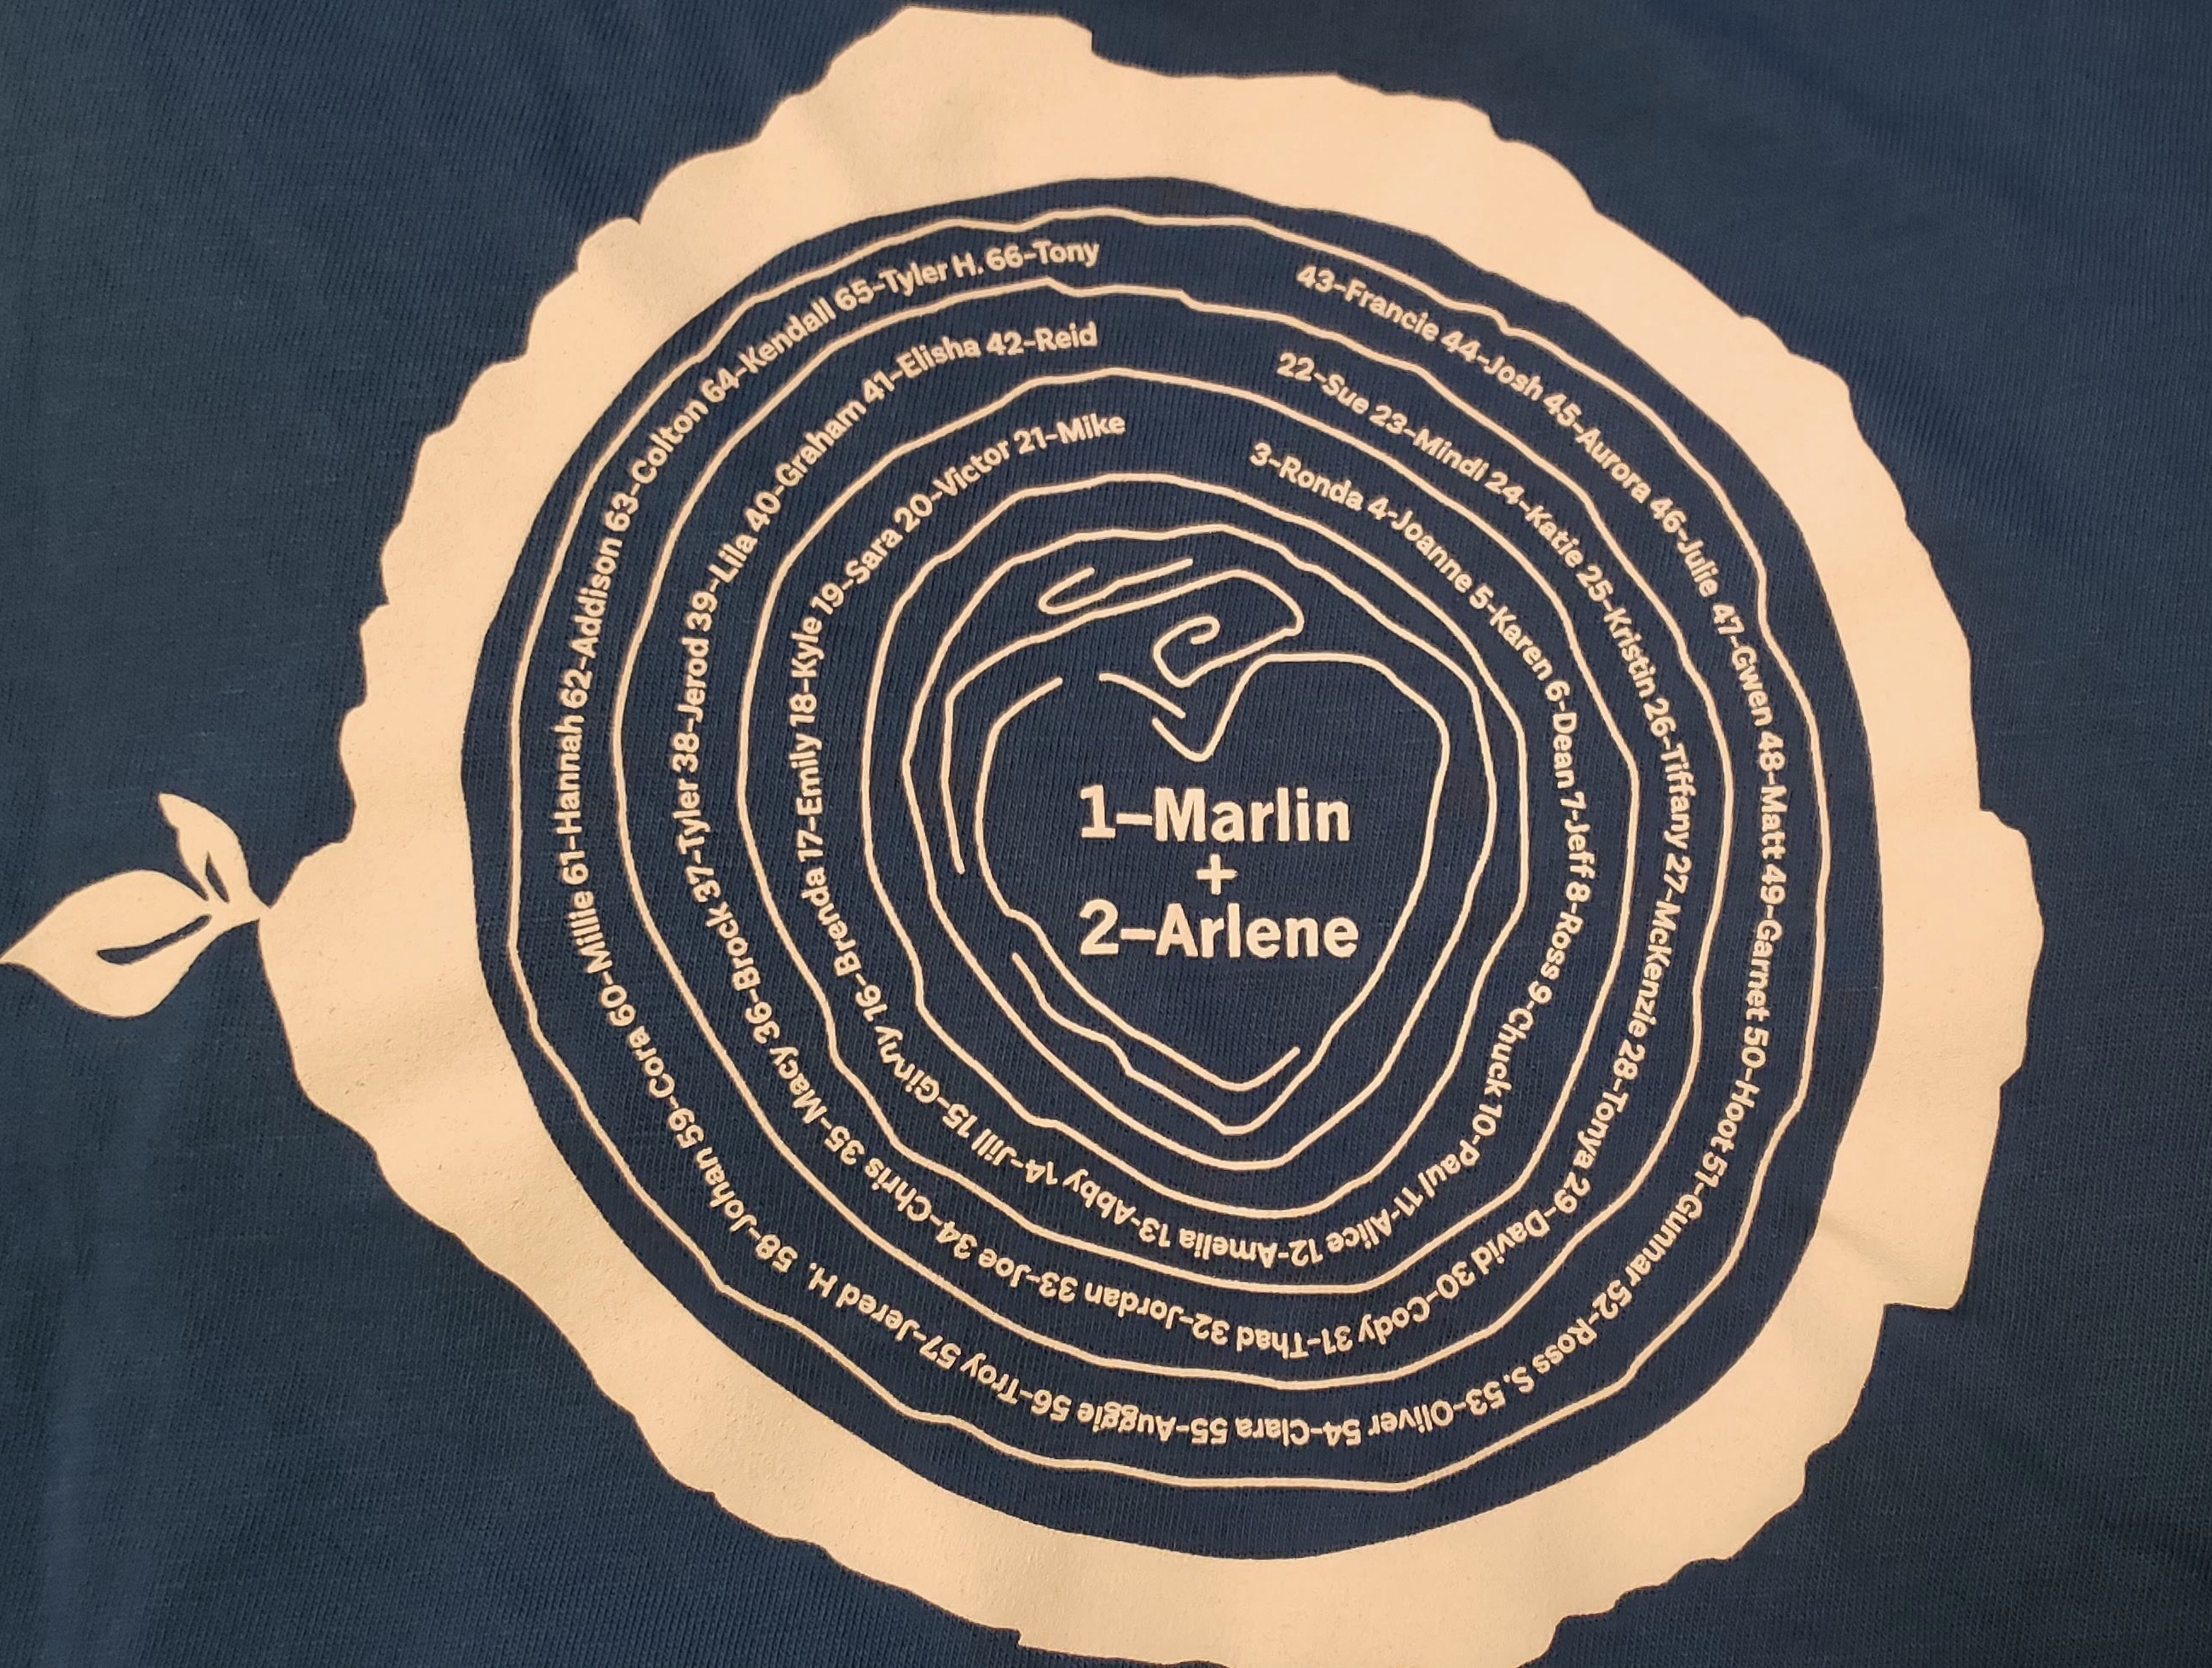 1–Marlin
+
2–Arlene
3-Ronda 4-Joanne 5-Karen 6-Dean 7-Jeff 8-Ross 9-Chuck 10-Paul 11-Alice 12-Amelia 13-Abby 14-Jill 15-Ginny 16-Brenda 17-Emily 18-Kyle 19-Sara 20-Victor 21-Mike
22-Sue 23-Mindi 24-Katie 25-Kristin 26-Tiffany 27-McKenzie 28-Tonya 29-David 30-Cody 31-Thad 32-Jordan 33-Joe 34-Chris 35-Macy 36-Brock 37-Tyler 38-Jerod 39-Lila 40-Graham 41-Elisha 42-Reid
43-Francie 44-Josh 45-Aurora 46-Julie 47-Gwen 48-Matt 49-Garnet 50-Hoot 51-Gunnar 52-Ross S. 53-Oliver 54-Clara 55-Auggie 56-Troy 57-Jered H. 58-Johan 59-Cora 60-Millie 61-Hannah 62-Addison 63-Colton 64-Kendall 65-Tyler H. 66-Tony